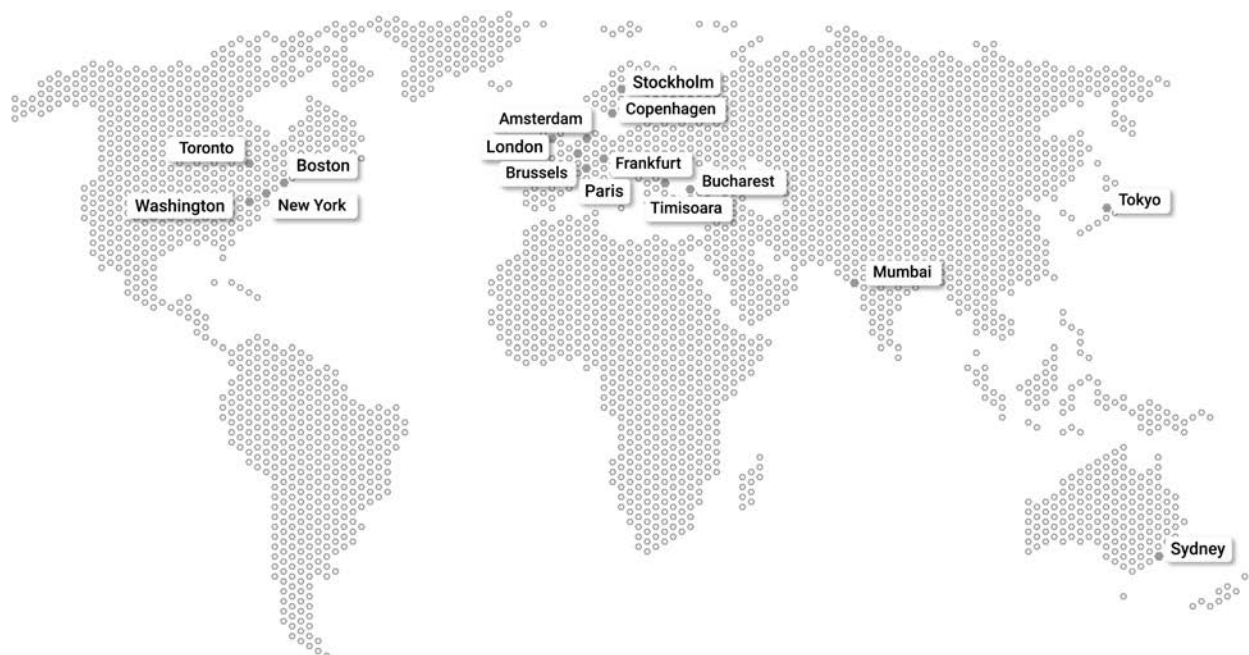 Stockholm
Copenhagen
Amsterdam
London
Toronto
Boston
Frankfurt
Brussels
Bucharest
Paris
Washington
New York
Timisoara
Tokyo
Mumbai
Sydney